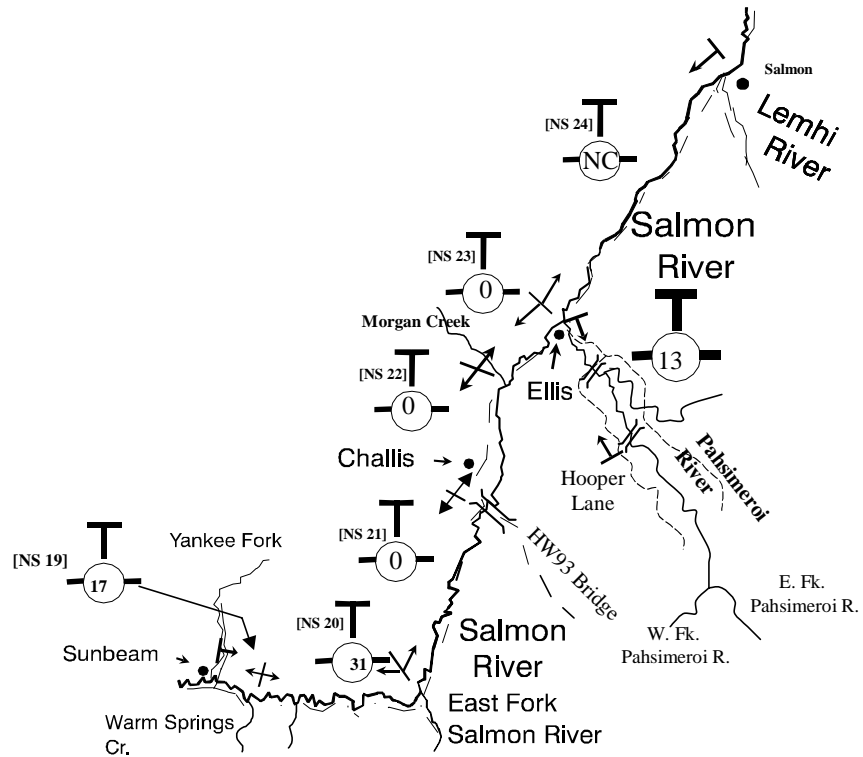 Salmon
Lemhi
River
[NS 24]
NC
Salmon
River
[NS 23]
0
Morgan Creek
13
[NS 22]
0
Ellis
Challis
Pahsimeroi
River
Hooper
Lane
[NS 21]
0
HW93 Bridge
Yankee Fork
[NS 19]
17
E. Fk.
Pahsimeroi R.
W. Fk.
Pahsimeroi R.
[NS 20]
31
Salmon
River
Sunbeam
East Fork
Salmon River
Warm Springs
Cr.